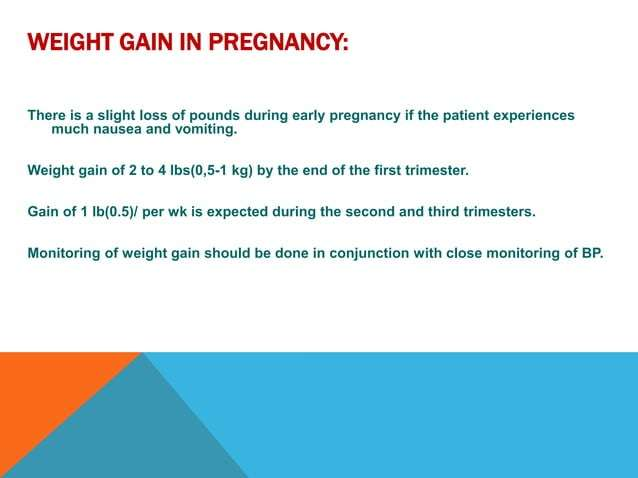 WEIGHT GAIN IN PREGNANCY:
There is a slight loss of pounds during early pregnancy if the patient experiences
much nausea and vomiting.
Weight gain of 2 to 4 lbs(0,5-1 kg) by the end of the first trimester.
Gain of 1 lb(0.5)/ per wk is expected during the second and third trimesters.
Monitoring of weight gain should be done in conjunction with close monitoring of BP.